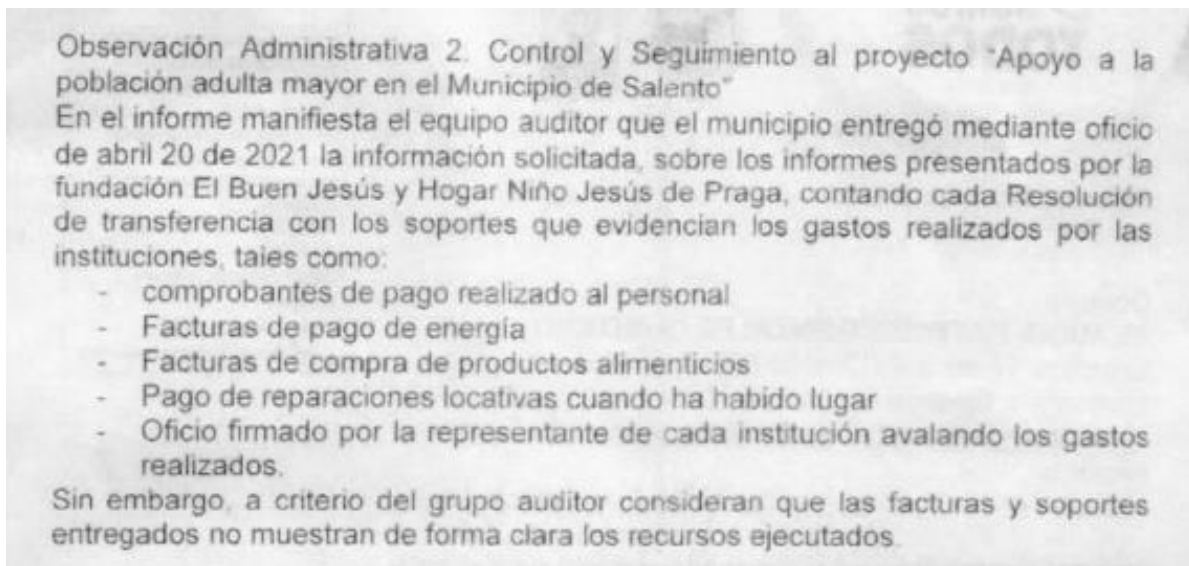 Observación Administrativa 2. Control y Seguimiento al proyecto "Apoyo a la
población adulta mayor en el Municipio de Salento"
En el informe manifiesta el equipo auditor que el municipio entregó mediante oficio
de abril 20 de 2021 la información solicitada, sobre los informes presentados por la
fundación El Buen Jesús y Hogar Niño Jesús de Praga, contando cada Resolución
de transferencia con los soportes que evidencian los gastos realizados por las
instituciones, tales como:
- comprobantes de pago realizado al personal
- Facturas de pago de energía
- Facturas de compra de productos alimenticios
- Pago de reparaciones locativas cuando ha habido lugar
- Oficio firmado por la representante de cada institución avalando los gastos
realizados.
Sin embargo, a criterio del grupo auditor consideran que las facturas y soportes
entregados no muestran de forma clara los recursos ejecutados.